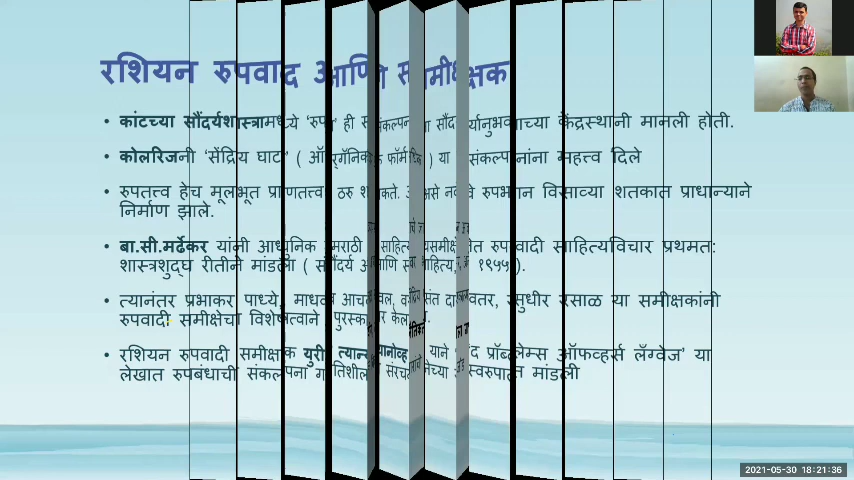 रशियन रुपवाद आणि समीक्षक
• कांटच्या सौंदर्यशास्त्रामध्ये ‘रुप’ ही संकल्पना सौंदर्यानुभवाच्या केंद्रस्थानी मानली होती.
• कोलरिजनी ‘सेंद्रिय घाट’ ( ऑर्गॅनिक फॉर्म ) या संकल्पनांना महत्त्व दिले
• रुपतत्त्व हेच मूलभूत प्राणतत्त्व ठरु शकते. असे नवे रुपभान विसाव्या शतकात प्राधान्याने
निर्माण झाले.
• बा.सी.मर्ढेकर यांनी आधुनिक मराठी साहित्यसमीक्षेत रुपवादी साहित्यविचार प्रथमत:
शास्त्रशुद्घ रीतीने मांडला ( सौंदर्य आणि साहित्य, १९५५ ).
• त्यानंतर प्रभाकर पाध्ये, माधव आचवल, वसंत दावतर, सुधीर रसाळ या समीक्षकांनी
रुपवादी समीक्षेचा विशेषत्वाने पुरस्कार केला.
• रशियन रुपवादी समीक्षक युरी त्यान्यानोव्ह याने ‘द प्रॉब्लेम्स ऑफव्हर्स लँग्वेज’ या
लेखात रुपबंधाची संकल्पना गतिशील संरचनेच्या स्वरुपात मांडली
2021-05-30 18:21:36